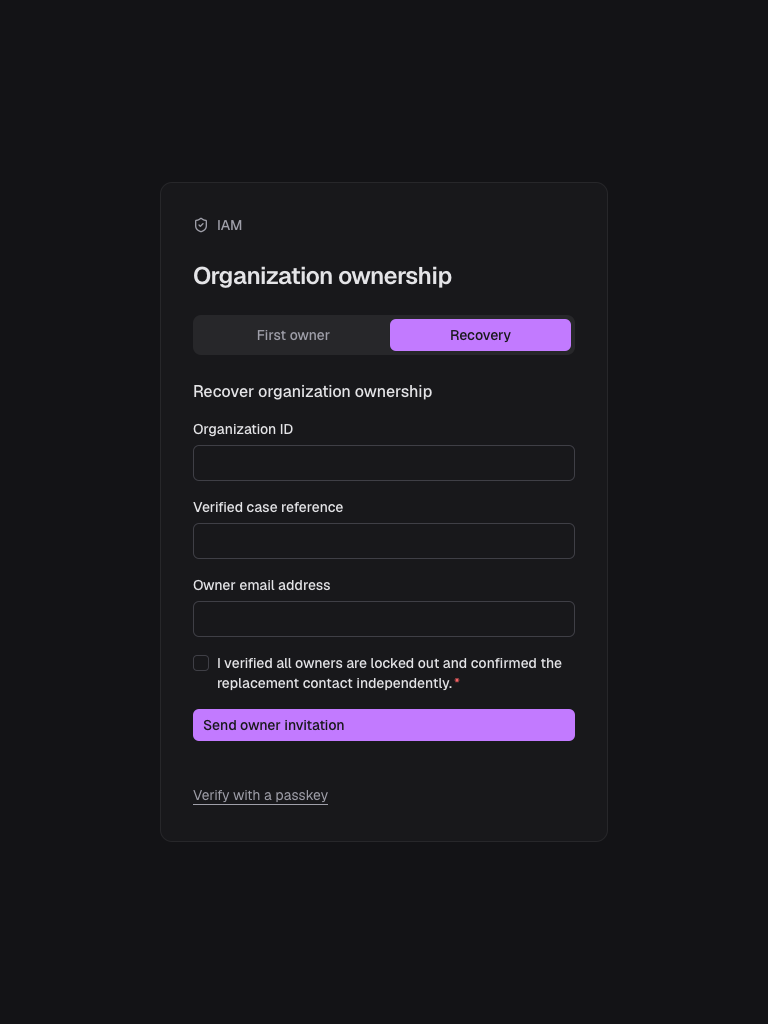 IAM
Organization ownership
First owner
Recovery
Recover organization ownership
Organization ID
Verified case reference
Owner email address
I verified all owners are locked out and confirmed the
replacement contact independently.*
Send owner invitation
Verify with a passkey